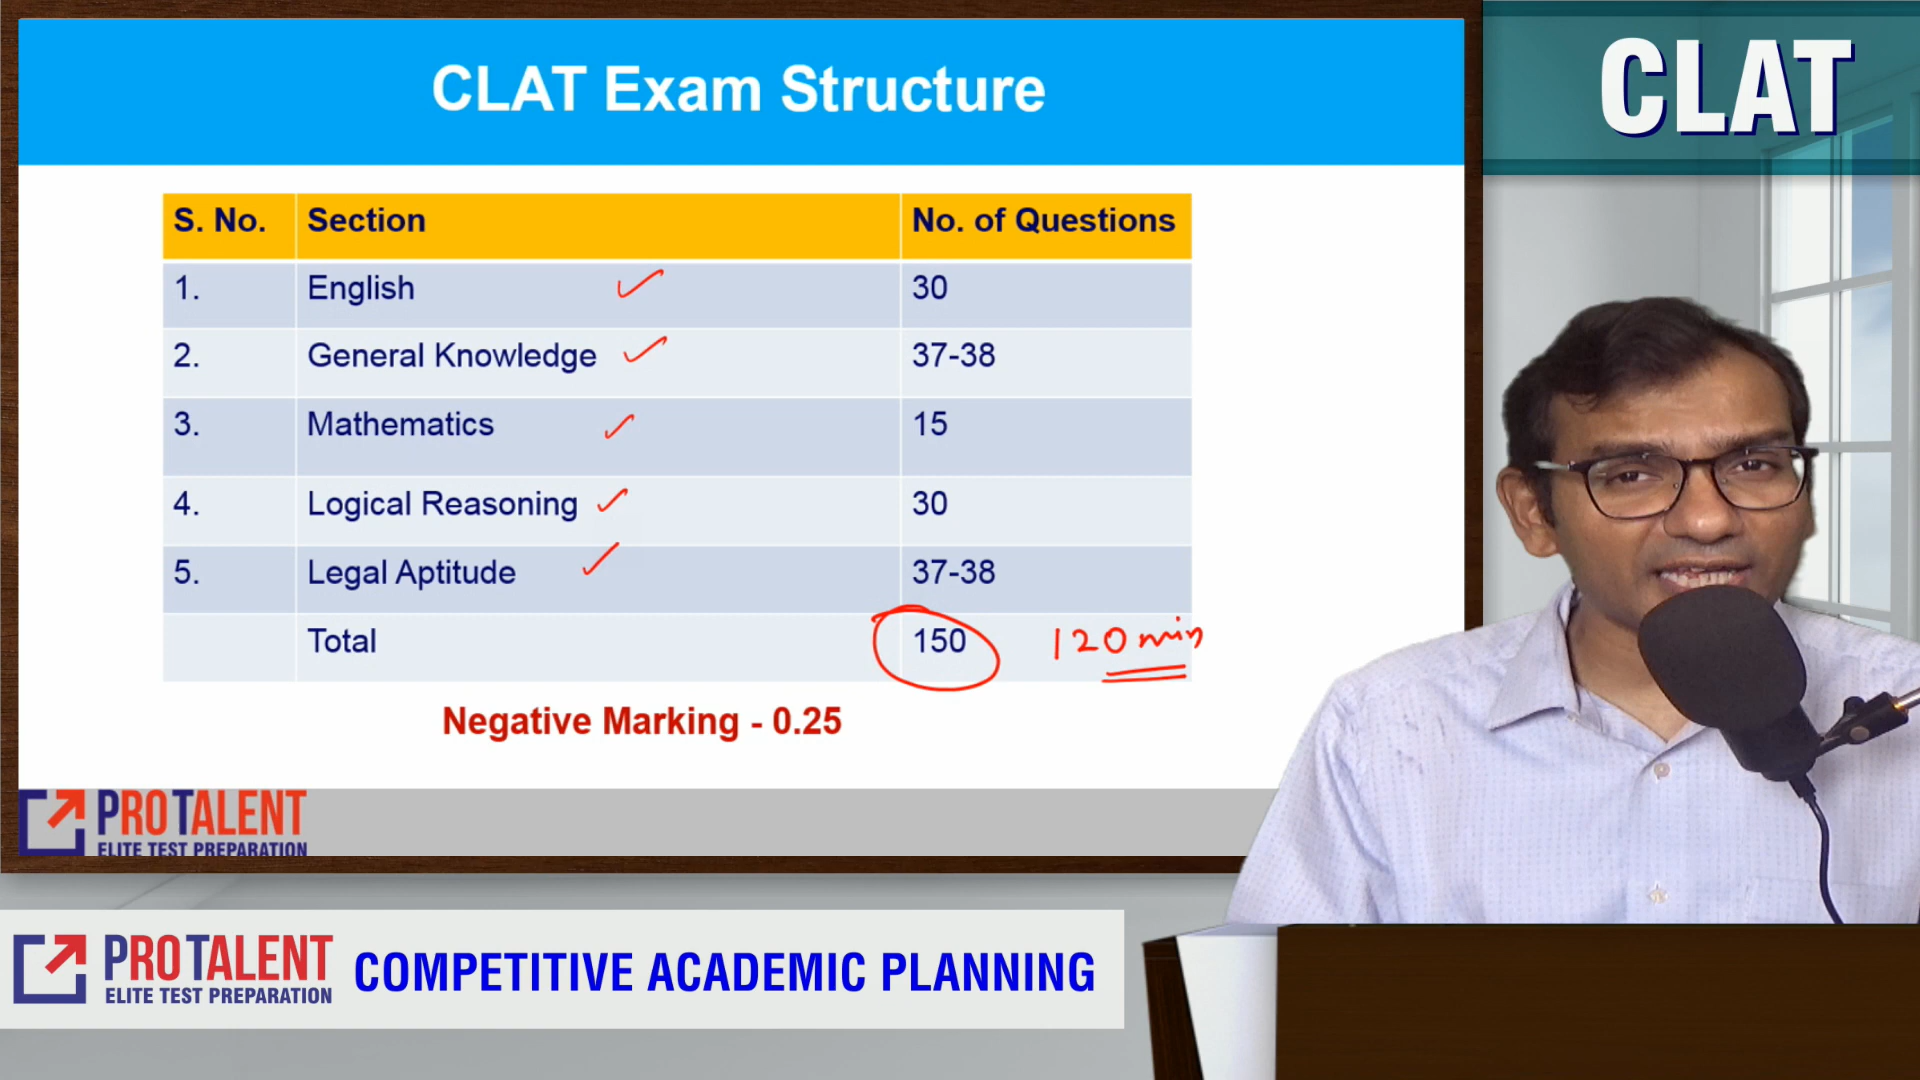 CLAT Exam Structure
CLAT
S. No. Section No. of Questions
1. English 30
2. General Knowledge 37-38
3. Mathematics 15
4. Logical Reasoning 30
5. Legal Aptitude 37-38
Total 150 120 min
Negative Marking - 0.25
PROTALENT
ELITE TEST PREPARATION
PROTALENT
ELITE TEST PREPARATION
COMPETITIVE ACADEMIC PLANNING